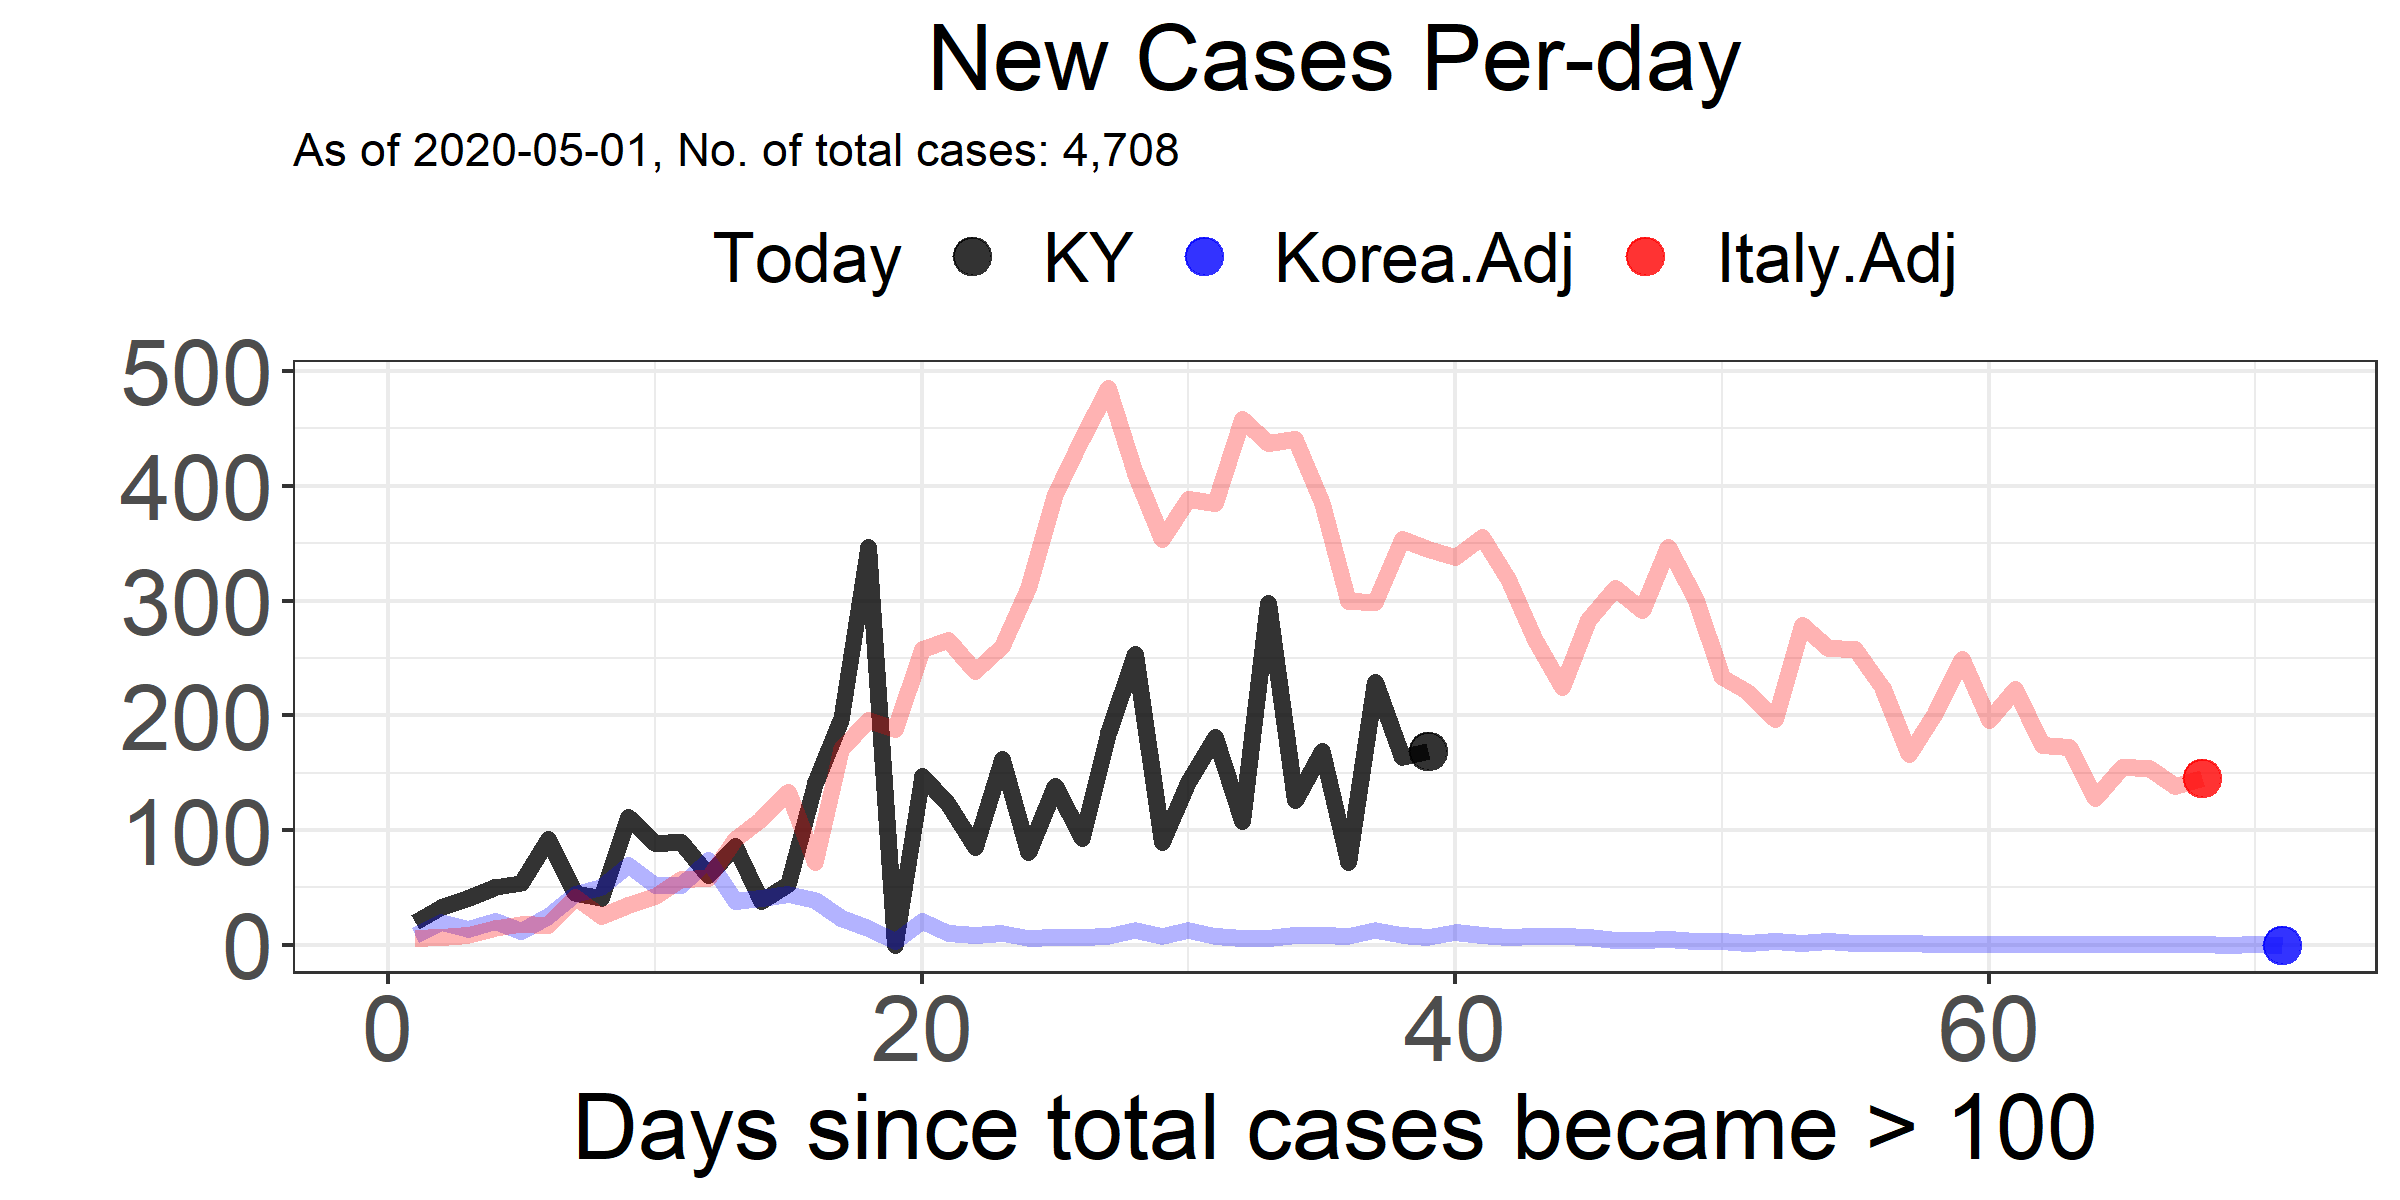 New Cases Per-day
As of 2020-05-01, No. of total cases: 4,708
Today KY Korea.Adj Italy.Adj
500
400
300
200
100
0
0 20 40 60
Days since total cases became > 100